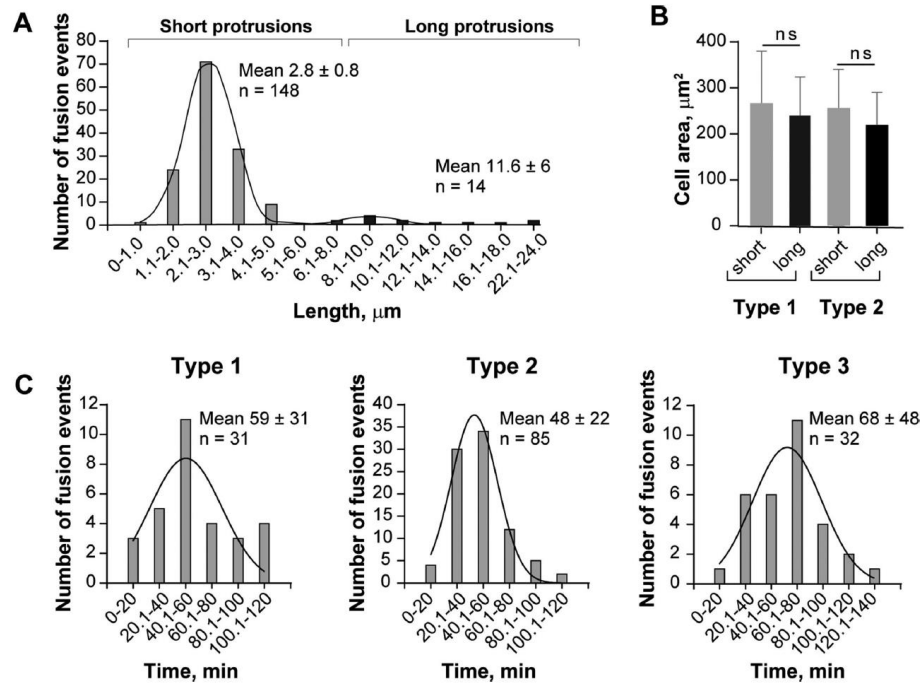 A
Short protrusions
Long protrusions
Number of fusion events
80
70
60
50
40
30
20
10
0
Mean 2.8 ± 0.8
n = 148
Mean 11.6 ± 6
n = 14
0-1.0
1.1-2.0
2.1-3.0
3.1-4.0
4.1-5.0
5.1-6.0
6.1-8.0
8.1-10.0
10.1-12.0
12.1-14.0
14.1-16.0
16.1-18.0
22.1-24.0
Length, μm
B
Cell area, μm²
400
300
200
100
0
ns
ns
short
long
short
long
Type 1
Type 2
C
Type 1
Number of fusion events
12
10
8
6
4
2
0
Mean 59 ± 31
n = 31
0-20
20.1-40
40.1-60
60.1-80
80.1-100
100.1-120
Time, min
Type 2
Number of fusion events
40
35
30
25
20
15
10
5
0
Mean 48 ± 22
n = 85
0-20
20.1-40
40.1-60
60.1-80
80.1-100
100.1-120
Time, min
Type 3
Number of fusion events
12
10
8
6
4
2
0
Mean 68 ± 48
n = 32
0-20
20.1-40
40.1-60
60.1-80
80.1-100
100.1-120
120.1-140
Time, min